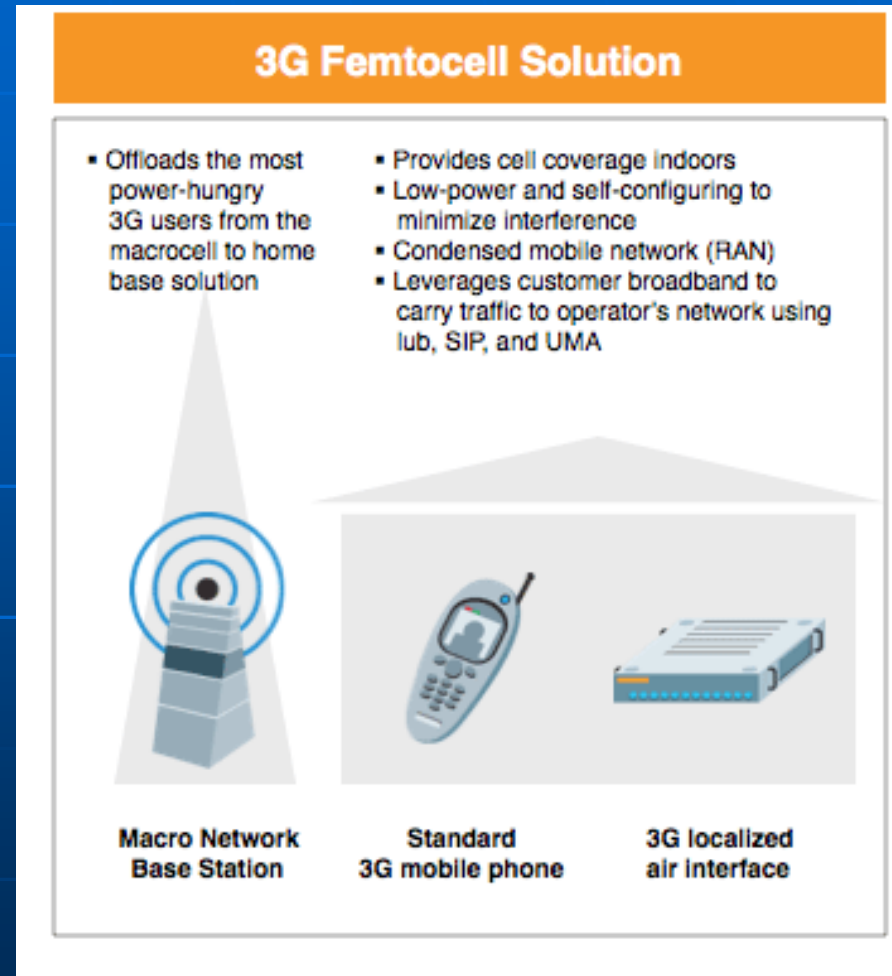 3G Femtocell Solution
▪ Offloads the most
power-hungry
3G users from the
macrocell to home
base solution
▪ Provides cell coverage indoors
▪ Low-power and self-configuring to
minimize interference
▪ Condensed mobile network (RAN)
▪ Leverages customer broadband to
carry traffic to operator's network using
lub, SIP, and UMA
Macro Network
Base Station
Standard
3G mobile phone
3G localized
air interface